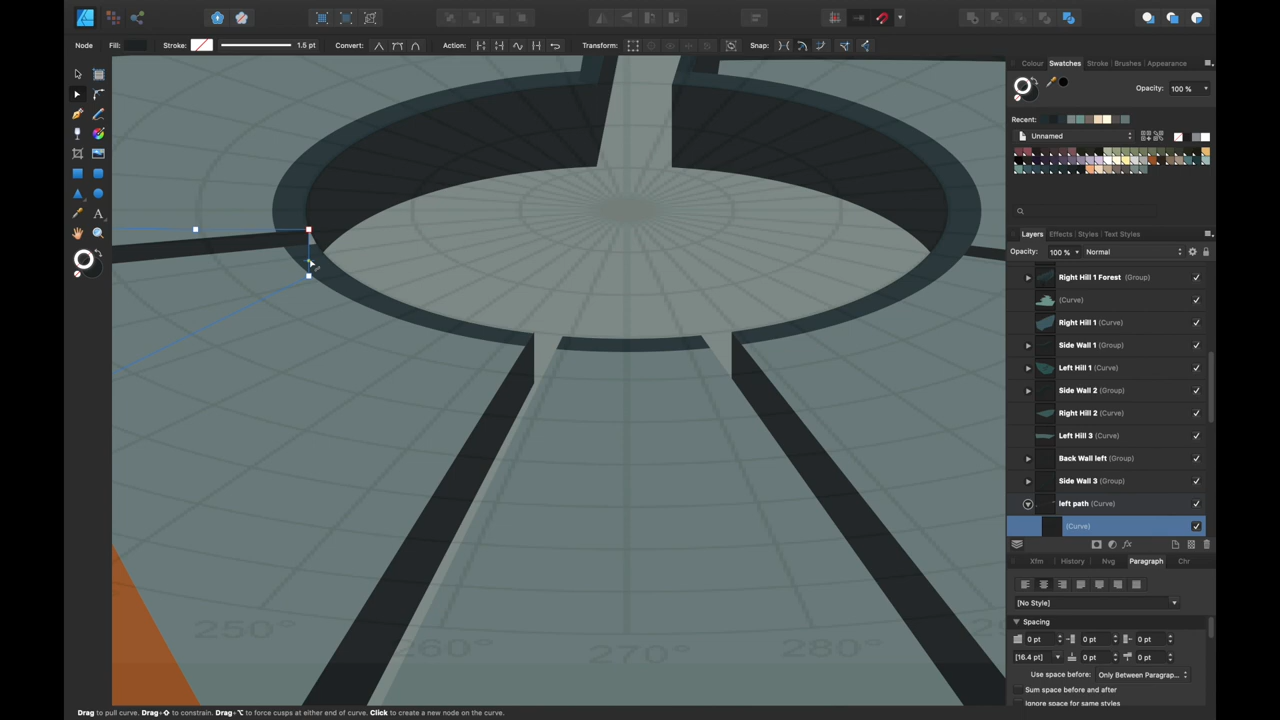 Node
Fill:
Stroke:
1.5 pt
Convert:
Action:
Transform:
Snap:
Colour
Swatches
Stroke
Brushes
Appearance
Opacity:
100 %
Recent:
Unnamed
Layers
Effects
Styles
Text Styles
Opacity:
100 %
Normal
Right Hill 1 Forest (Group)
(Curve)
Right Hill 1 (Curve)
Side Wall 1 (Group)
Left Hill 1 (Curve)
Side Wall 2 (Group)
Right Hill 2 (Curve)
Left Hill 3 (Curve)
Back Wall left (Group)
Side Wall 3 (Group)
left path (Curve)
(Curve)
Xfm
History
Nvg
Paragraph
Chr
[No Style]
Spacing
0 pt
0 pt
0 pt
[16.4 pt]
0 pt
0 pt
Use space before:
Only Between Paragrap...
Sum space before and after
Ignore space for same styles
250°
260°
270°
280°
Drag to pull curve. Drag+⇧ to constrain. Drag+⌥ to force cusps at either end of curve. Click to create a new node on the curve.